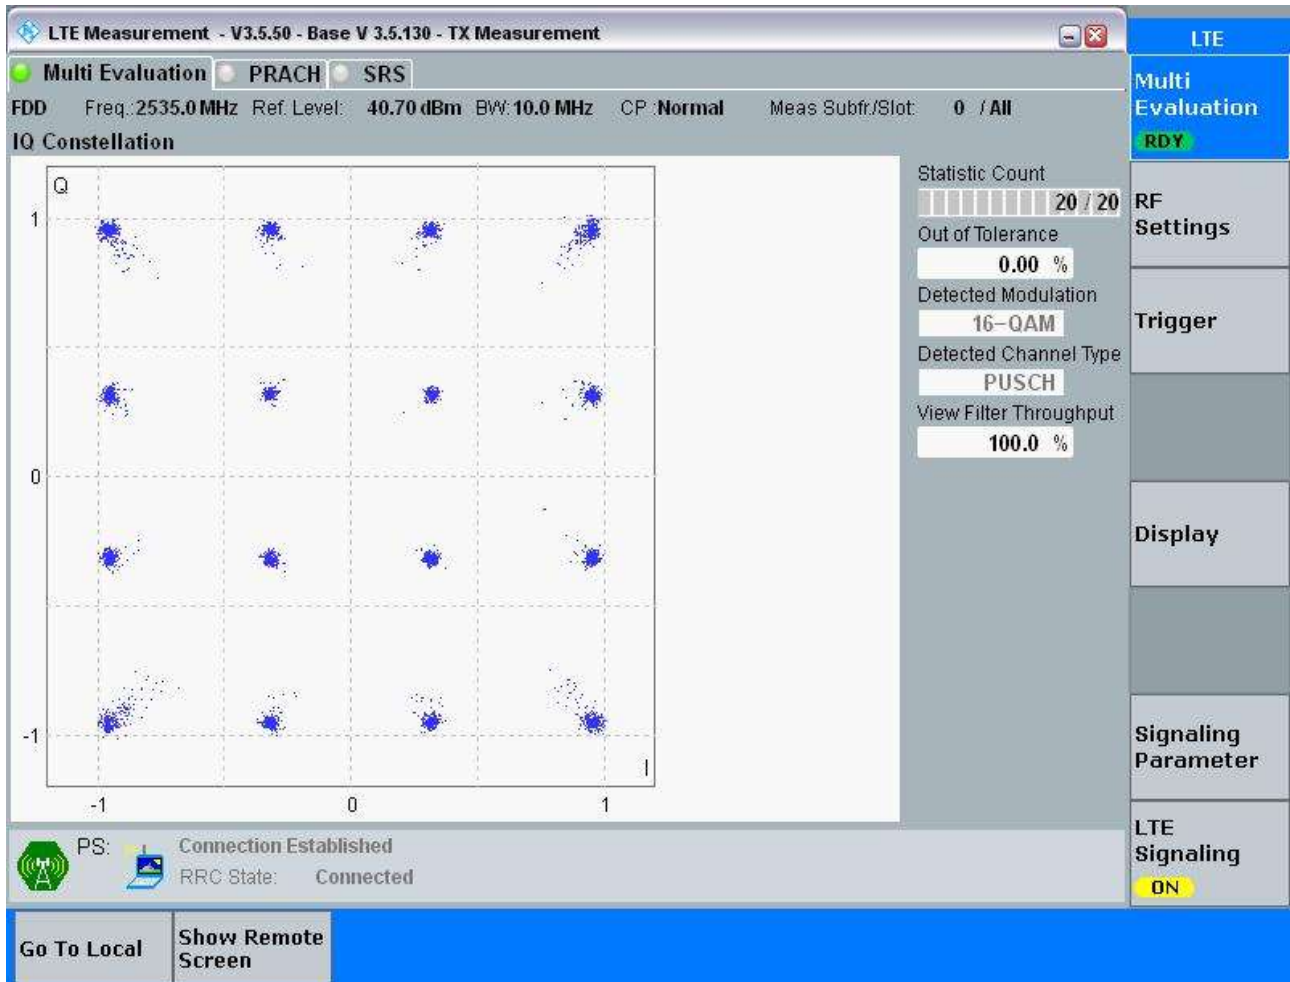 LTE Measurement - V3.5.50 - Base V 3.5.130 - TX Measurement
Multi Evaluation PRACH SRS
FDD Freq.:2535.0 MHz Ref. Level: 40.70 dBm BW:10.0 MHz CP :Normal Meas Subfr./Slot: 0 / All
IQ Constellation
Q
1
0
-1
I
-1 0 1
Statistic Count
20 / 20
Out of Tolerance
0.00 %
Detected Modulation
16-QAM
Detected Channel Type
PUSCH
View Filter Throughput
100.0 %
PS: Connection Established
RRC State: Connected
LTE
Multi
Evaluation
RDY
RF
Settings
Trigger
Display
Signaling
Parameter
LTE
Signaling
ON
Go To Local
Show Remote
Screen